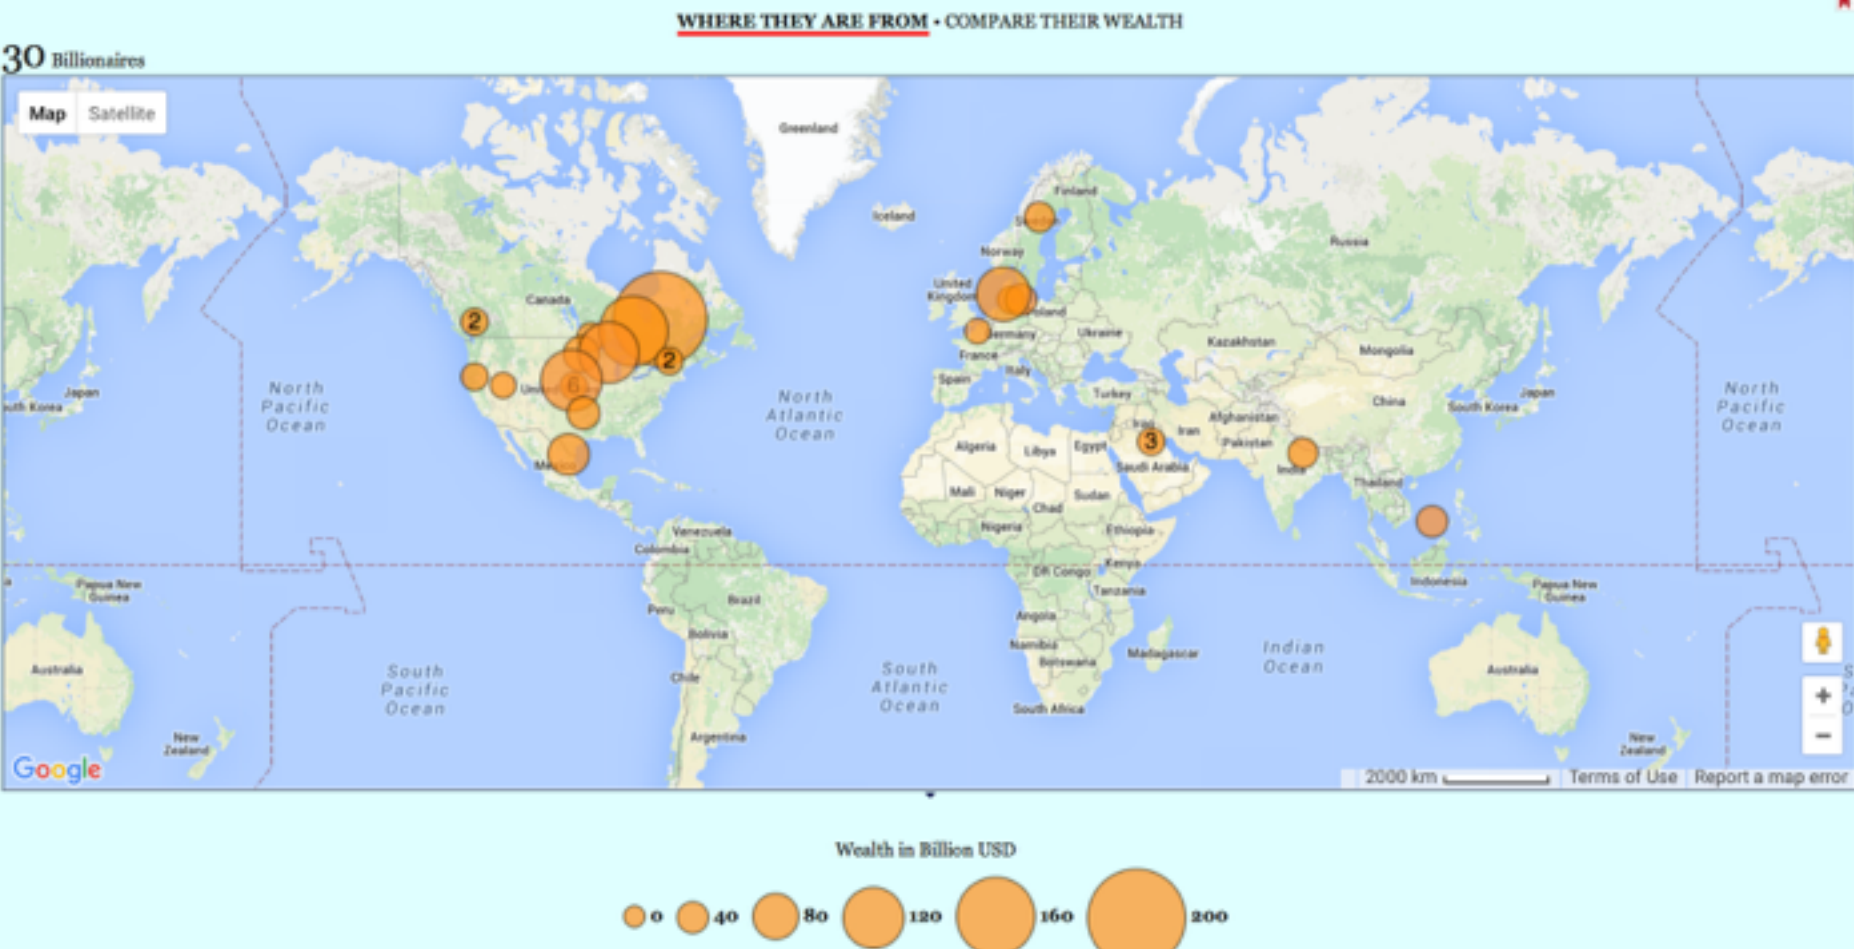 WHERE THEY ARE FROM • COMPARE THEIR WEALTH
30 Billionaires
Map Satellite
Greenland
Finland
Iceland
Sweden
Russia
Norway
United
Kingdom
Canada
2
Poland
Germany
Ukraine
Kazakhstan
Mongolia
France
2
Italy
Spain
Japan
South Korea
North
Pacific
Ocean
6
North
Atlantic
Ocean
Turkey
Afghanistan
China
South Korea
Japan
North
Pacific
Ocean
Iraq
Iran
Pakistan
3
Algeria
Libya
Egypt
Saudi Arabia
India
Mexico
Thailand
Mali
Niger
Chad
Sudan
Nigeria
Ethiopia
Venezuela
Colombia
DR Congo
Kenya
Tanzania
Indonesia
Papua New
Guinea
Papua New
Guinea
Peru
Brazil
Bolivia
Angola
Namibia
Botswana
Madagascar
Indian
Ocean
Australia
South
Pacific
Ocean
Chile
South
Atlantic
Ocean
South Africa
Australia
New
Zealand
Argentina
New
Zealand
+
−
Google
2000 km Terms of Use Report a map error
Wealth in Billion USD
0 40 80 120 160 200